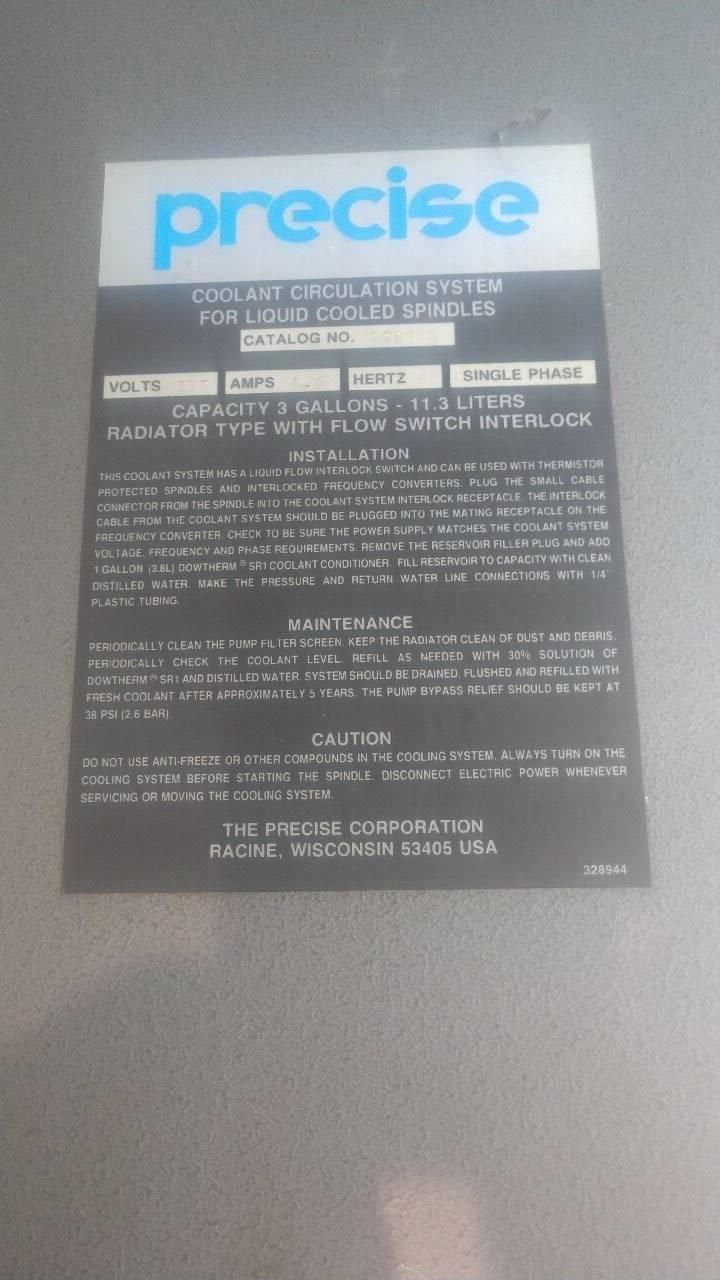 precise
COOLANT CIRCULATION SYSTEM
FOR LIQUID COOLED SPINDLES
CATALOG NO.
VOLTS AMPS HERTZ SINGLE PHASE
CAPACITY 3 GALLONS - 11.3 LITERS
RADIATOR TYPE WITH FLOW SWITCH INTERLOCK
INSTALLATION
THIS COOLANT SYSTEM HAS A LIQUID FLOW INTERLOCK SWITCH AND CAN BE USED WITH THERMISTOR
PROTECTED SPINDLES AND INTERLOCKED FREQUENCY CONVERTERS. PLUG THE SMALL CABLE
CONNECTOR FROM THE SPINDLE INTO THE COOLANT SYSTEM INTERLOCK RECEPTACLE. THE INTERLOCK
CABLE FROM THE COOLANT SYSTEM SHOULD BE PLUGGED INTO THE MATING RECEPTACLE ON THE
FREQUENCY CONVERTER. CHECK TO BE SURE THE POWER SUPPLY MATCHES THE COOLANT SYSTEM
VOLTAGE, FREQUENCY AND PHASE REQUIREMENTS. REMOVE THE RESERVOIR FILLER PLUG AND ADD
1 GALLON (3.8L) DOWTHERM ® SR1 COOLANT CONDITIONER. FILL RESERVOIR TO CAPACITY WITH CLEAN
DISTILLED WATER. MAKE THE PRESSURE AND RETURN WATER LINE CONNECTIONS WITH 1/4"
PLASTIC TUBING.
MAINTENANCE
PERIODICALLY CLEAN THE PUMP FILTER SCREEN. KEEP THE RADIATOR CLEAN OF DUST AND DEBRIS.
PERIODICALLY CHECK THE COOLANT LEVEL. REFILL AS NEEDED WITH 30% SOLUTION OF
DOWTHERM ® SR1 AND DISTILLED WATER. SYSTEM SHOULD BE DRAINED, FLUSHED AND REFILLED WITH
FRESH COOLANT AFTER APPROXIMATELY 5 YEARS. THE PUMP BYPASS RELIEF SHOULD BE KEPT AT
38 PSI (2.6 BAR).
CAUTION
DO NOT USE ANTI-FREEZE OR OTHER COMPOUNDS IN THE COOLING SYSTEM. ALWAYS TURN ON THE
COOLING SYSTEM BEFORE STARTING THE SPINDLE. DISCONNECT ELECTRIC POWER WHENEVER
SERVICING OR MOVING THE COOLING SYSTEM.
THE PRECISE CORPORATION
RACINE, WISCONSIN 53405 USA
328944